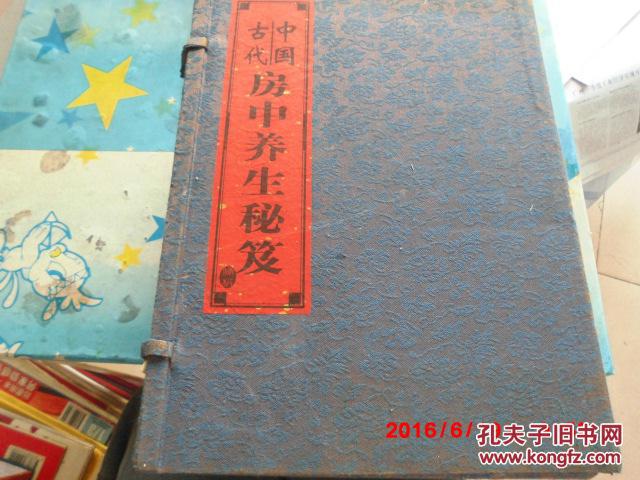 中国
古代
房中养生秘笈
2016/6/
孔夫子旧书网
www.kongfz.com